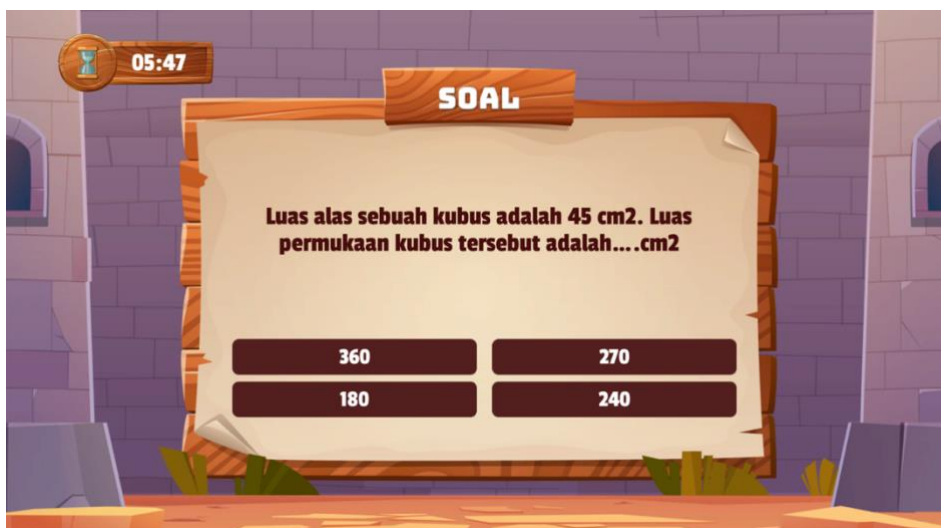 05:47
SOAL
Luas alas sebuah kubus adalah 45 cm2. Luas
permukaan kubus tersebut adalah....cm2
360
270
180
240